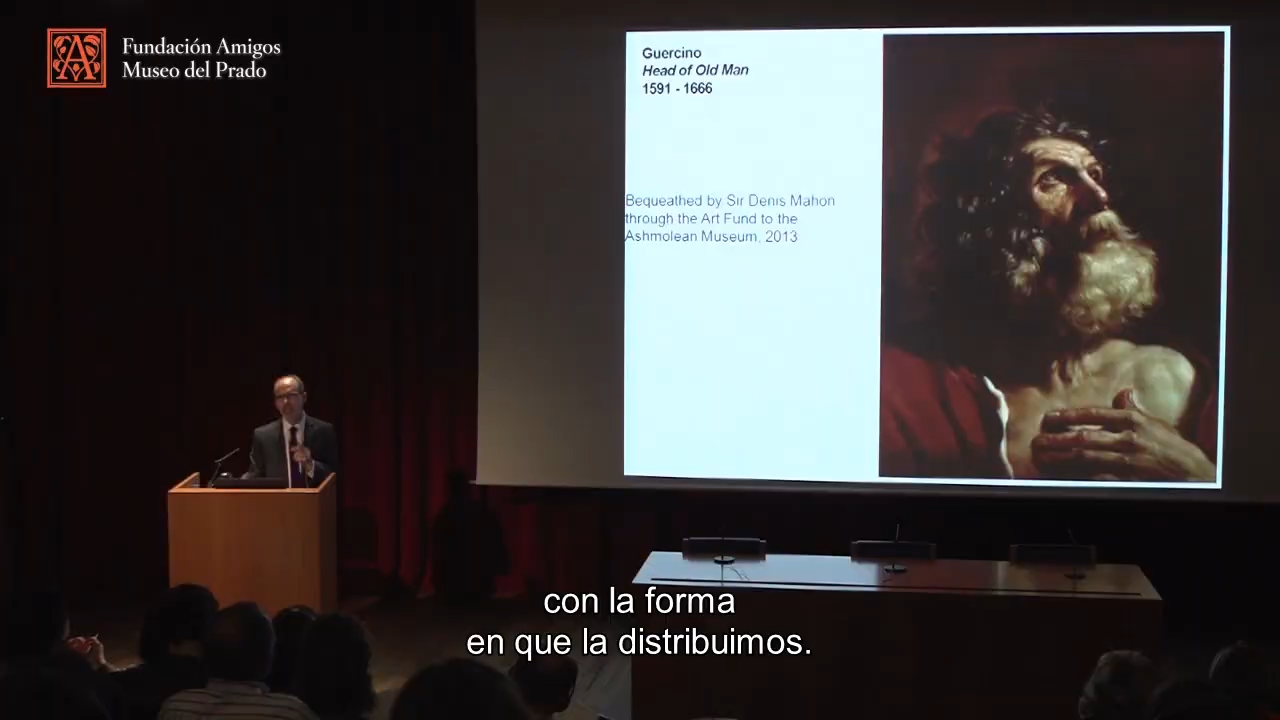 Fundación Amigos
Museo del Prado
Guercino
Head of Old Man
1591 - 1666
Bequeathed by Sir Denis Mahon
through the Art Fund to the
Ashmolean Museum, 2013
con la forma
en que la distribuimos.